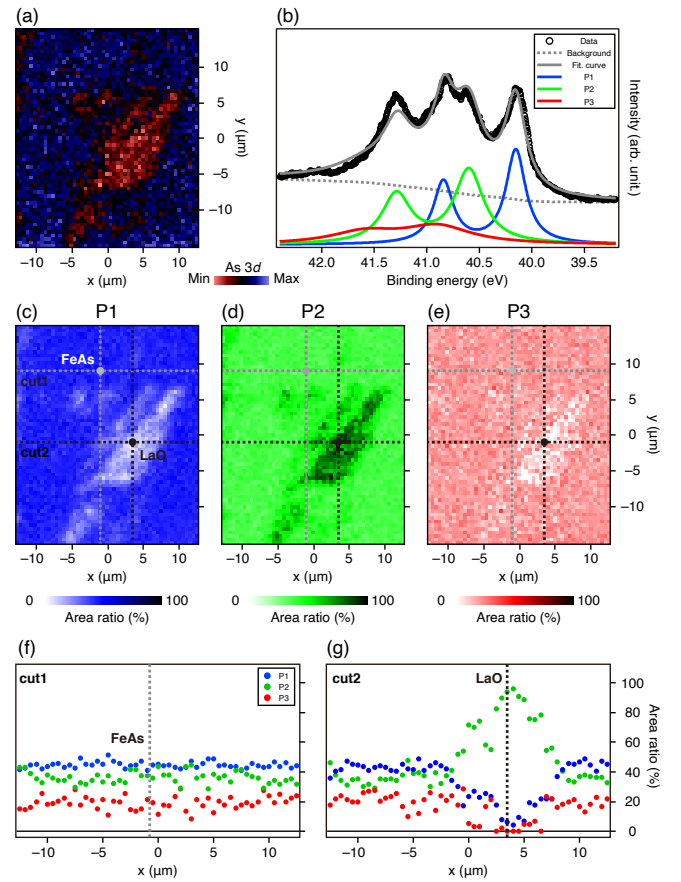 (a)
15
10
5
0
−5
−10
y (μm)
−10
−5
0
5
10
x (μm)
Min
As 3d
Max
(b)
Data
Background
Fit. curve
P1
P2
P3
Intensity (arb. unit.)
42.0
41.5
41.0
40.5
40.0
39.5
Binding energy (eV)
(c)
P1
FeAs
cut1
cut2
LaO
−10
−5
0
5
10
x (μm)
0
100
Area ratio (%)
(d)
P2
−10
−5
0
5
10
x (μm)
0
100
Area ratio (%)
(e)
P3
10
5
0
−5
−10
y (μm)
−10
−5
0
5
10
x (μm)
0
100
Area ratio (%)
(f)
cut1
P1
P2
P3
FeAs
−10
−5
0
5
10
x (μm)
(g)
cut2
LaO
100
80
60
40
20
0
Area ratio (%)
−10
−5
0
5
10
x (μm)